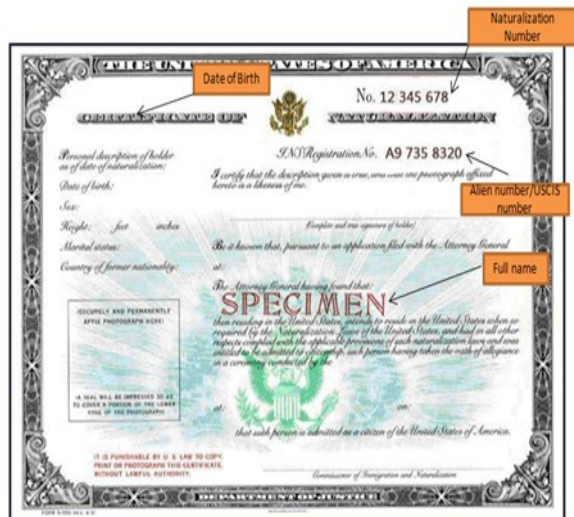 Naturalization
Number
THE UNITED STATES OF AMERICA
Date of Birth
No. 12 345 678
CERTIFICATE OF NATURALIZATION
Personal description of holder
as of date of naturalization:
INS Registration No. A9 735 8320
I certify that the description given is true, and that the photograph affixed
hereto is a likeness of me.
Date of birth:
Sex:
Alien number/USCIS
number
Height: feet inches
(Complete and true signature of holder)
Marital status:
Be it known that, pursuant to an application filed with the Attorney General
Country of former nationality:
at:
The Attorney General having found that:
Full name
SPECIMEN
SECURELY AND PERMANENTLY
AFFIX PHOTOGRAPH HERE:
then residing in the United States, intends to reside in the United States when so
required by the Naturalization Laws of the United States, and had in all other
respects complied with the applicable provisions of such naturalization laws and was
entitled to be admitted to citizenship, such person having taken the oath of allegiance
in a ceremony conducted by the
SEAL WILL BE IMPRESSED SO AS
TO COVER A PORTION OF THE LOWER
EDGE OF THE PHOTOGRAPH
at: on:
that such person is admitted as a citizen of the United States of America.
IT IS PUNISHABLE BY U. S. LAW TO COPY,
PRINT OR PHOTOGRAPH THIS CERTIFICATE,
WITHOUT LAWFUL AUTHORITY.
Commissioner of Immigration and Naturalization
DEPARTMENT OF JUSTICE